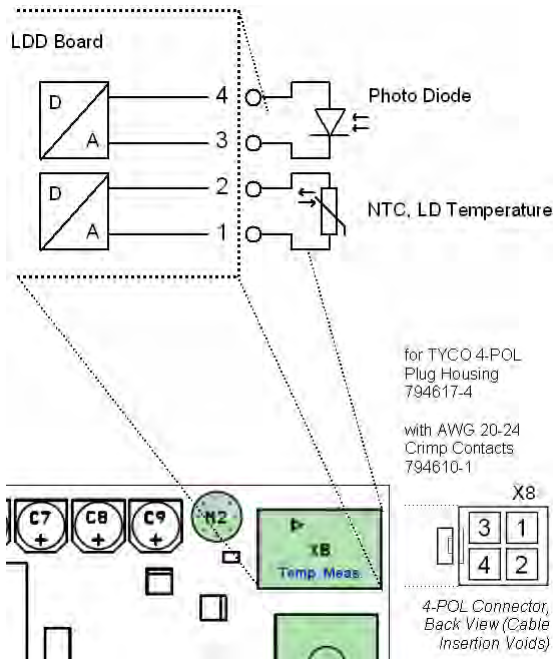 LDD Board
D
A
4
3
Photo Diode
D
A
2
1
NTC, LD Temperature
for TYCO 4-POL
Plug Housing
794617-4
with AWG 20-24
Crimp Contacts
794610-1
C7
+
C8
+
C9
+
M2
X8
Temp. Meas.
X8
3 1
4 2
4-POL Connector,
Back View (Cable
Insertion Voids)